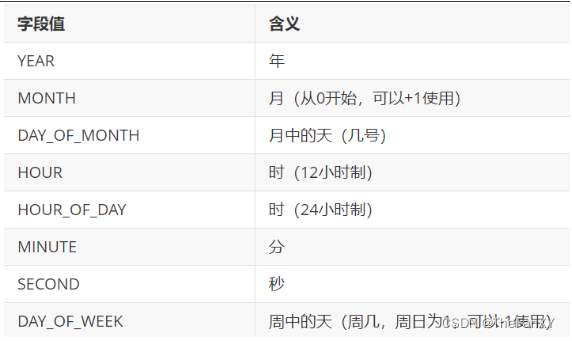 字段值 含义
YEAR 年
MONTH 月（从0开始，可以+1使用）
DAY_OF_MONTH 月中的天（几号）
HOUR 时（12小时制）
HOUR_OF_DAY 时（24小时制）
MINUTE 分
SECOND 秒
DAY_OF_WEEK 周中的天（周几，周日为1，可以-1使用）